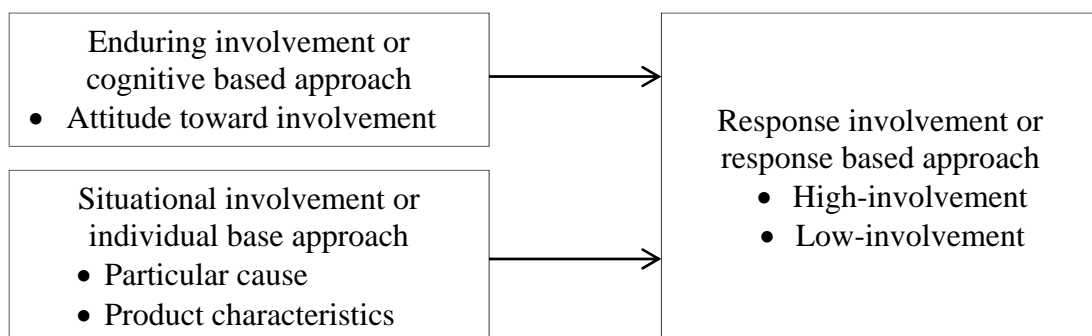 Enduring involvement or
cognitive based approach
• Attitude toward involvement
Situational involvement or
individual base approach
• Particular cause
• Product characteristics
Response involvement or
response based approach
• High-involvement
• Low-involvement